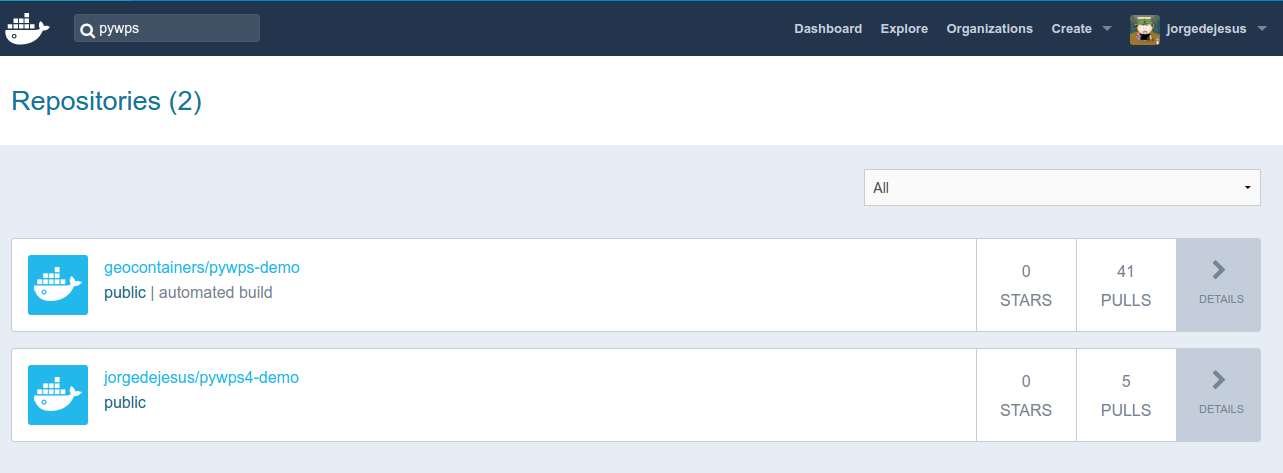 pywps
Dashboard Explore Organizations Create jorgedejesus
Repositories (2)
All
geocontainers/pywps-demo
public | automated build
0
STARS
41
PULLS
DETAILS
jorgedejesus/pywps4-demo
public
0
STARS
5
PULLS
DETAILS